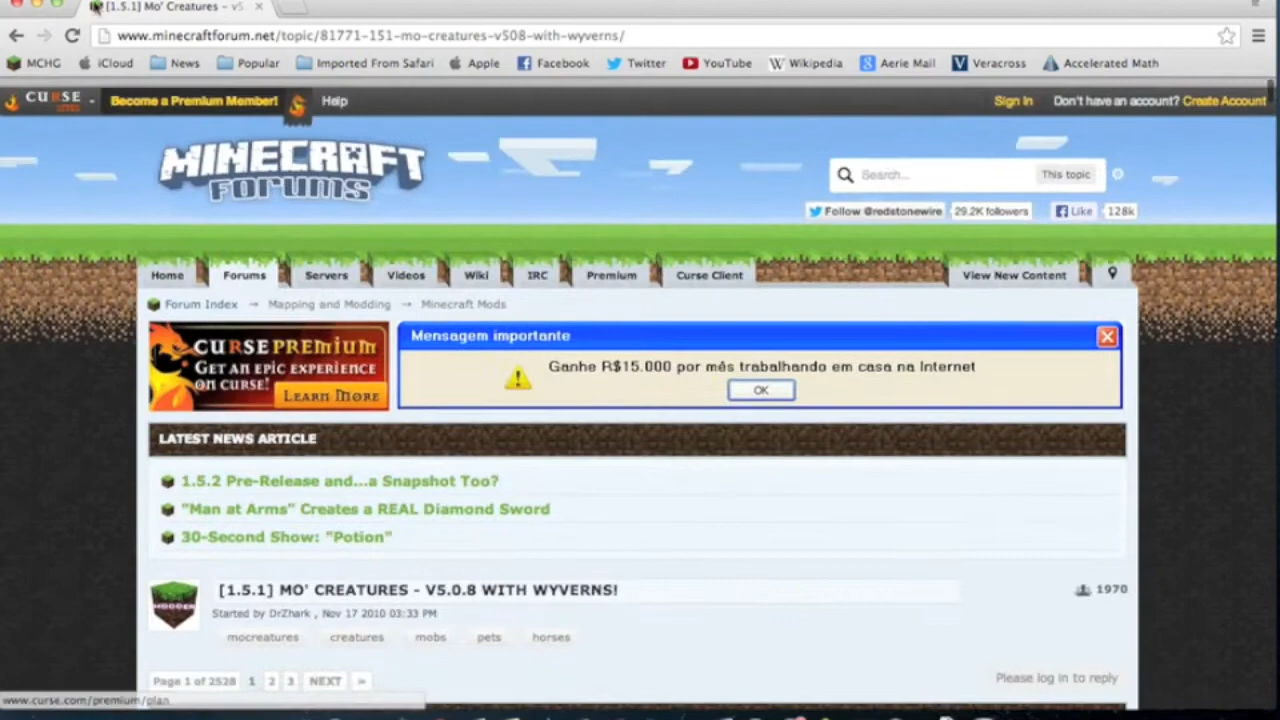 [1.5.1] Mo' Creatures - v5
www.minecraftforum.net/topic/81771-151-mo-creatures-v508-with-wyverns/
MCHG iCloud News Popular Imported From Safari Apple Facebook Twitter YouTube Wikipedia Aerie Mail Veracross Accelerated Math
CURSE Become a Premium Member! Help Sign In Don't have an account? Create Account
MINECRAFT
FORUMS
Search... This topic
Follow @redstonewire 29.2K followers Like 128k
Home Forums Servers Videos Wiki IRC Premium Curse Client View New Content
Forum Index → Mapping and Modding → Minecraft Mods
CURSE PREMIUM
GET AN EPIC EXPERIENCE
ON CURSE!
LEARN MORE
Mensagem importante
Ganhe R$15.000 por mês trabalhando em casa na Internet
OK
LATEST NEWS ARTICLE
1.5.2 Pre-Release and...a Snapshot Too?
"Man at Arms" Creates a REAL Diamond Sword
30-Second Show: "Potion"
MODDER
[1.5.1] MO' CREATURES - V5.0.8 WITH WYVERNS!
1970
Started by DrZhark , Nov 17 2010 03:33 PM
mocreatures creatures mobs pets horses
Page 1 of 2528 1 2 3 NEXT »
Please log in to reply
www.curse.com/premium/plan